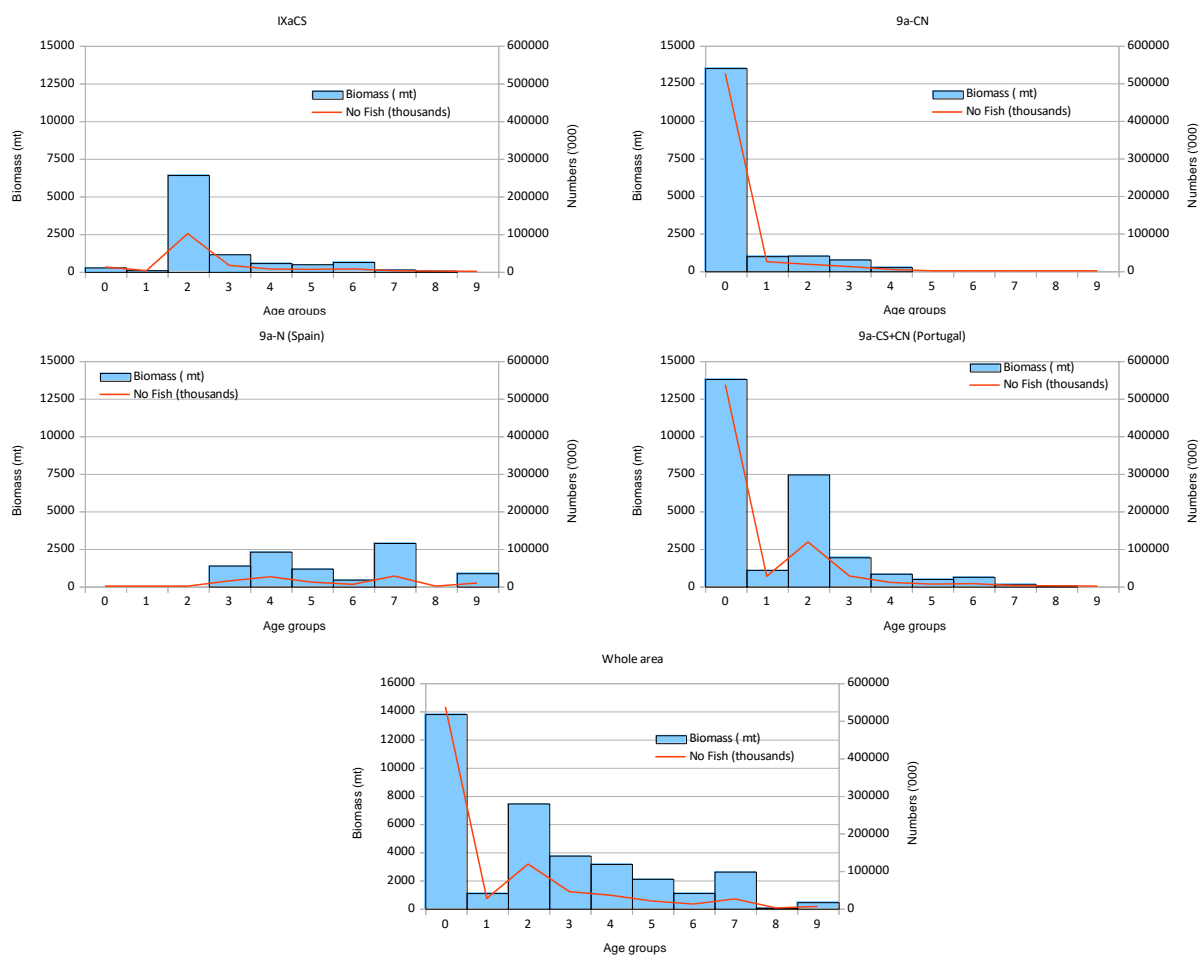 IXaCS
15000
12500
10000
7500
5000
2500
0
Biomass (mt)
600000
500000
400000
300000
200000
100000
0
Numbers ('000)
Biomass ( mt)
No Fish (thousands)
0 1 2 3 4 5 6 7 8 9
Age groups
9a-CN
15000
12500
10000
7500
5000
2500
0
Biomass (mt)
600000
500000
400000
300000
200000
100000
0
Numbers ('000)
Biomass ( mt)
No Fish (thousands)
0 1 2 3 4 5 6 7 8 9
Age groups
9a-N (Spain)
15000
12500
10000
7500
5000
2500
0
Biomass (mt)
600000
500000
400000
300000
200000
100000
0
Numbers ('000)
Biomass ( mt)
No Fish (thousands)
0 1 2 3 4 5 6 7 8 9
Age groups
9a-CS+CN (Portugal)
15000
12500
10000
7500
5000
2500
0
Biomass (mt)
600000
500000
400000
300000
200000
100000
0
Numbers ('000)
Biomass ( mt)
No Fish (thousands)
0 1 2 3 4 5 6 7 8 9
Age groups
Whole area
16000
14000
12000
10000
8000
6000
4000
2000
0
Biomass (mt)
600000
500000
400000
300000
200000
100000
0
Numbers ('000)
Biomass ( mt)
No Fish (thousands)
0 1 2 3 4 5 6 7 8 9
Age groups